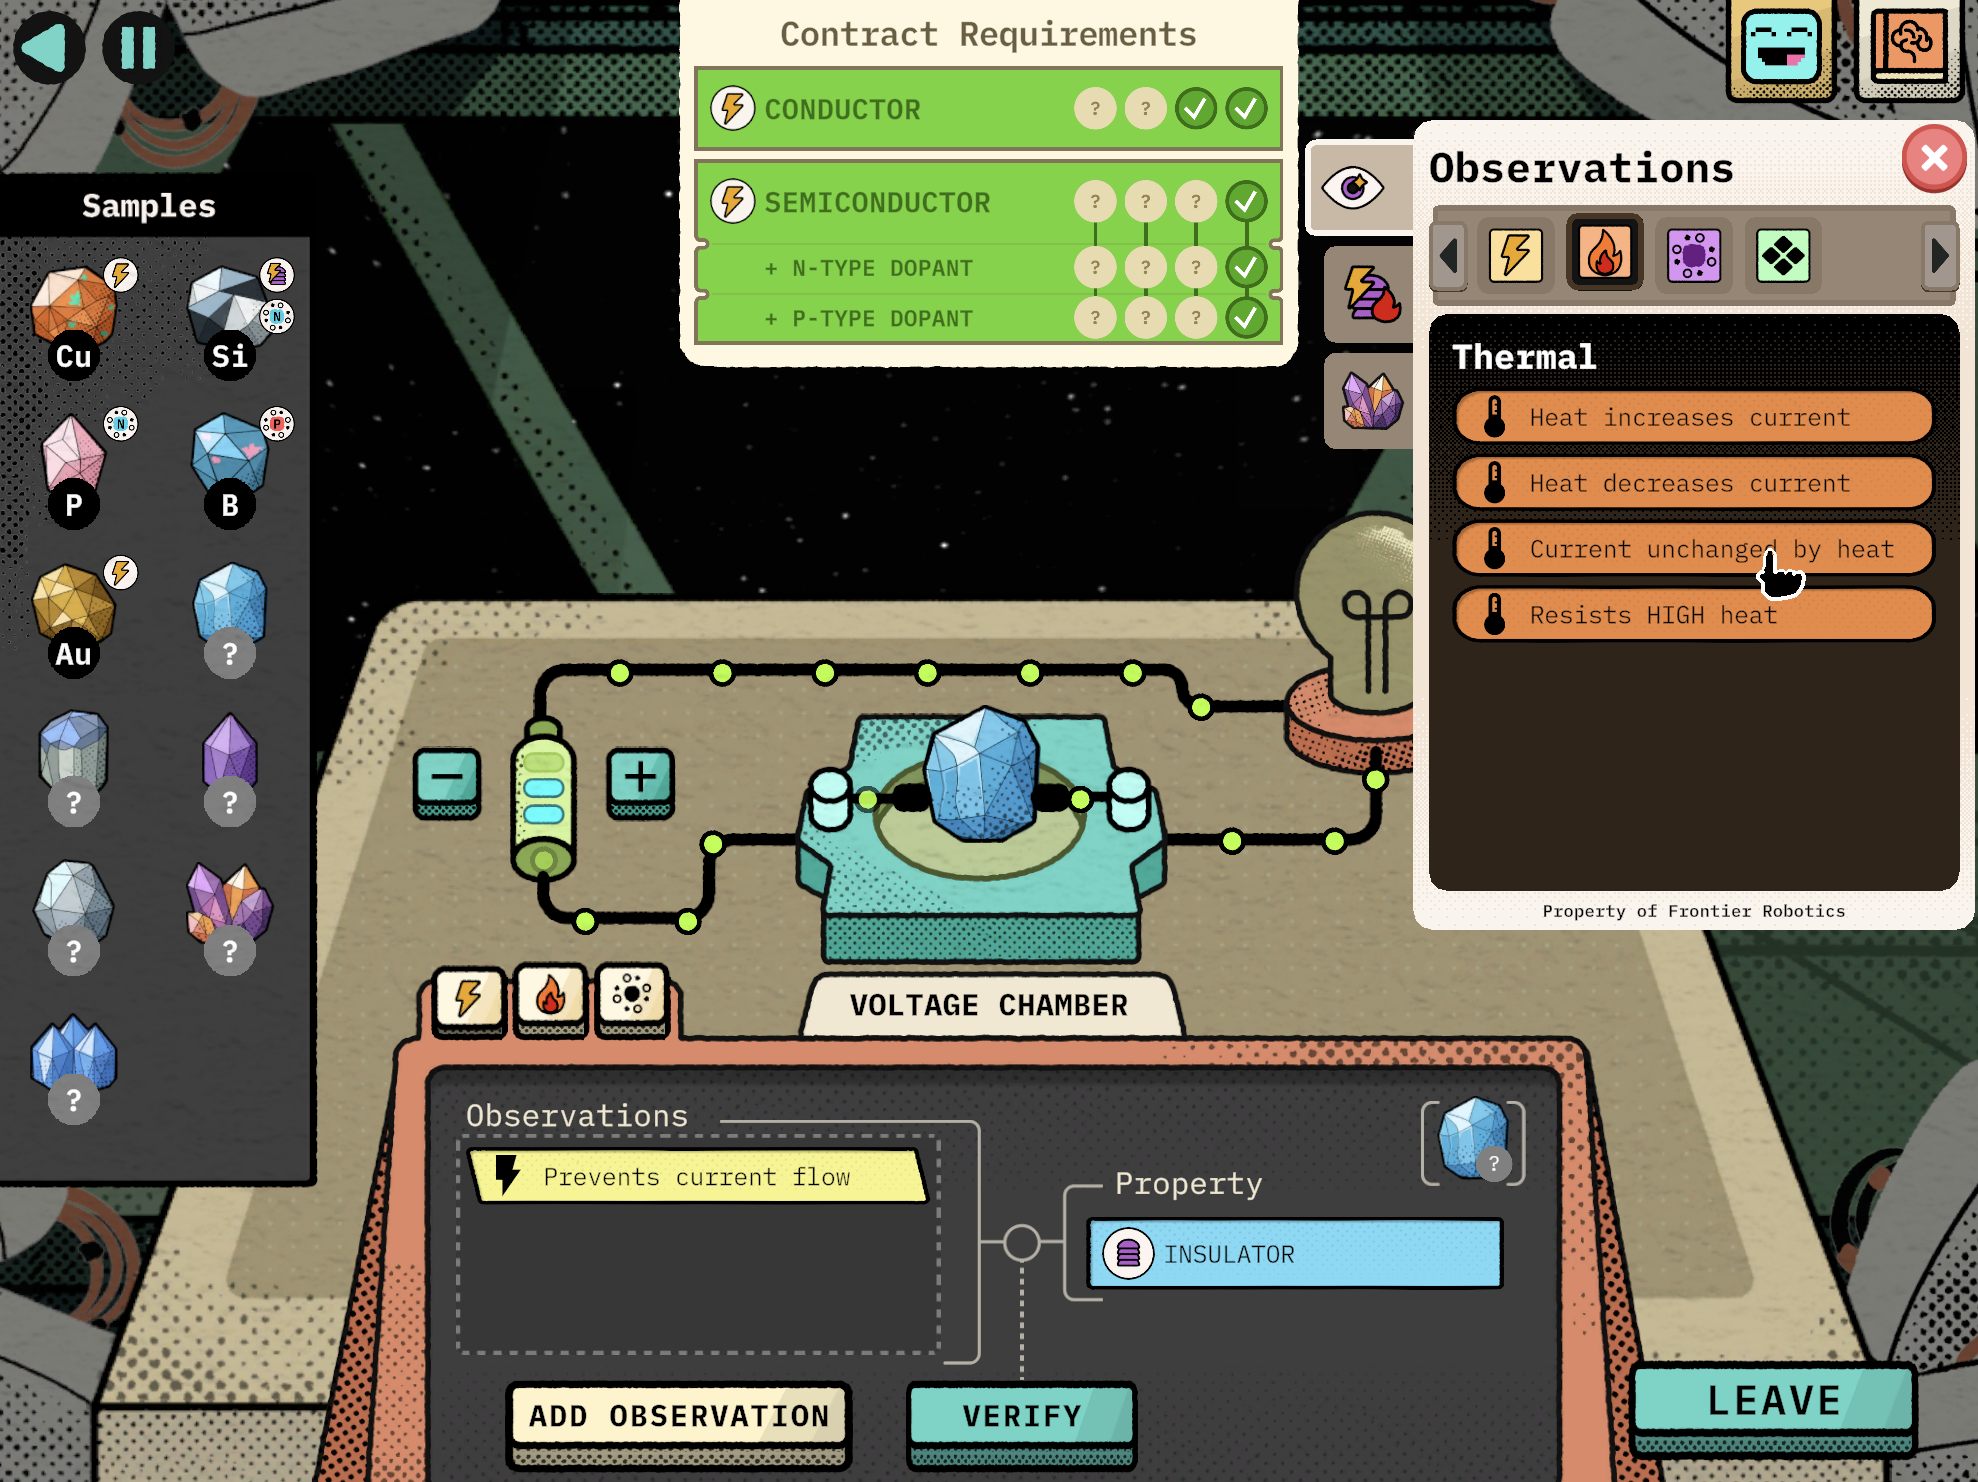 Contract Requirements
CONDUCTOR
? ?
SEMICONDUCTOR
? ? ?
+ N-TYPE DOPANT
? ? ?
+ P-TYPE DOPANT
? ? ?
Samples
Cu
Si
N
P
N
B
P
Au
?
?
?
?
?
?
Observations
Thermal
Heat increases current
Heat decreases current
Current unchanged by heat
Resists HIGH heat
Property of Frontier Robotics
VOLTAGE CHAMBER
Observations
Prevents current flow
Property
INSULATOR
?
ADD OBSERVATION
VERIFY
LEAVE